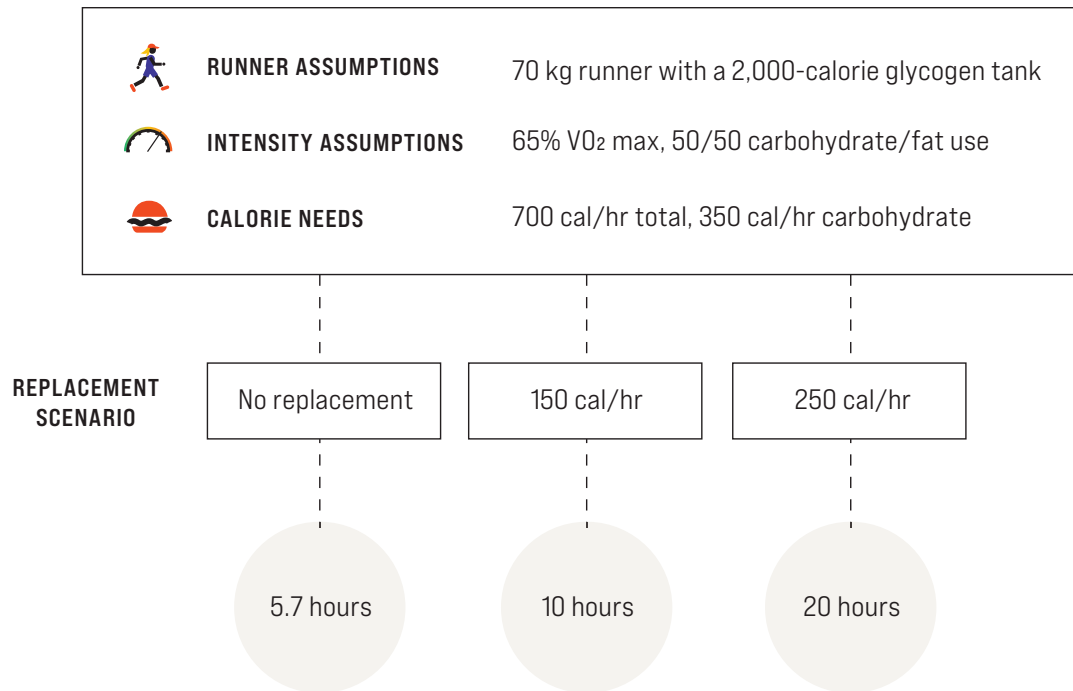 RUNNER ASSUMPTIONS 70 kg runner with a 2,000-calorie glycogen tank
INTENSITY ASSUMPTIONS 65% VO₂ max, 50/50 carbohydrate/fat use
CALORIE NEEDS 700 cal/hr total, 350 cal/hr carbohydrate
REPLACEMENT
SCENARIO
No replacement 150 cal/hr 250 cal/hr
5.7 hours 10 hours 20 hours